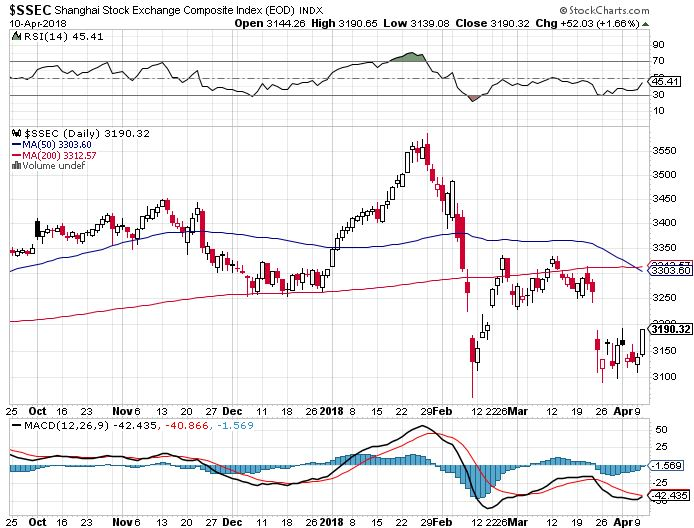 $SSEC Shanghai Stock Exchange Composite Index (EOD) INDX © StockCharts.com
10-Apr-2018 Open 3144.26 High 3190.65 Low 3139.08 Close 3190.32 Chg +52.03 (+1.66%)
RSI(14) 45.41
90
70
50
45.41
30
10
$SSEC (Daily) 3190.32
MA(50) 3303.60
MA(200) 3312.57
Volume undef
3550
3500
3450
3400
3350
3303.60
3250
3190.32
3150
3100
25 Oct 16 23 Nov 6 13 20 27 Dec 11 18 26 2018 8 15 22 29 Feb 12 22 26 Mar 12 19 26 Apr 9
MACD(12,26,9) -42.435, -40.866, -1.569
50
25
-1.569
-42.435
25 Oct 16 23 Nov 6 13 20 27 Dec 11 18 26 2018 8 15 22 29 Feb 12 22 26 Mar 12 19 26 Apr 9